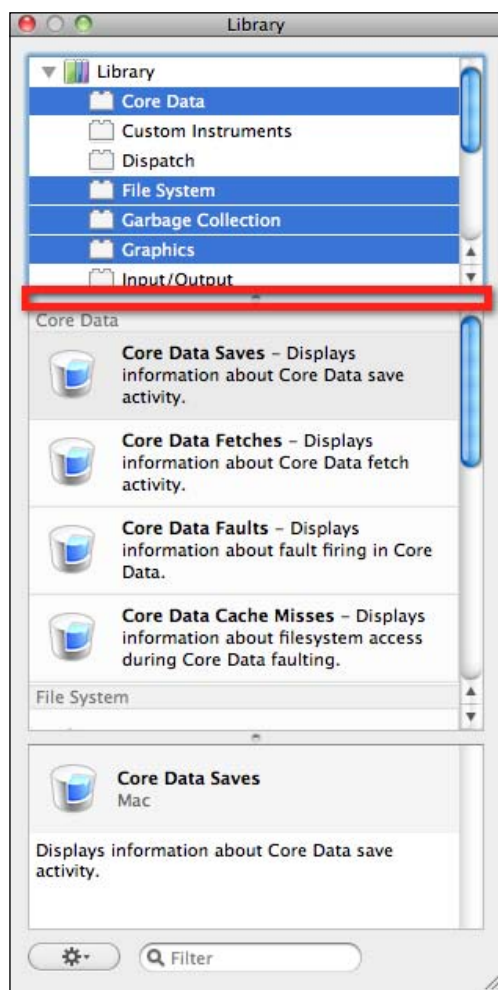 Library
Library
Core Data
Custom Instruments
Dispatch
File System
Garbage Collection
Graphics
Input/Output
Core Data
Core Data Saves – Displays
information about Core Data save
activity.
Core Data Fetches – Displays
information about Core Data fetch
activity.
Core Data Faults – Displays
information about fault firing in Core
Data.
Core Data Cache Misses – Displays
information about filesystem access
during Core Data faulting.
File System
Core Data Saves
Mac
Displays information about Core Data save
activity.
Filter